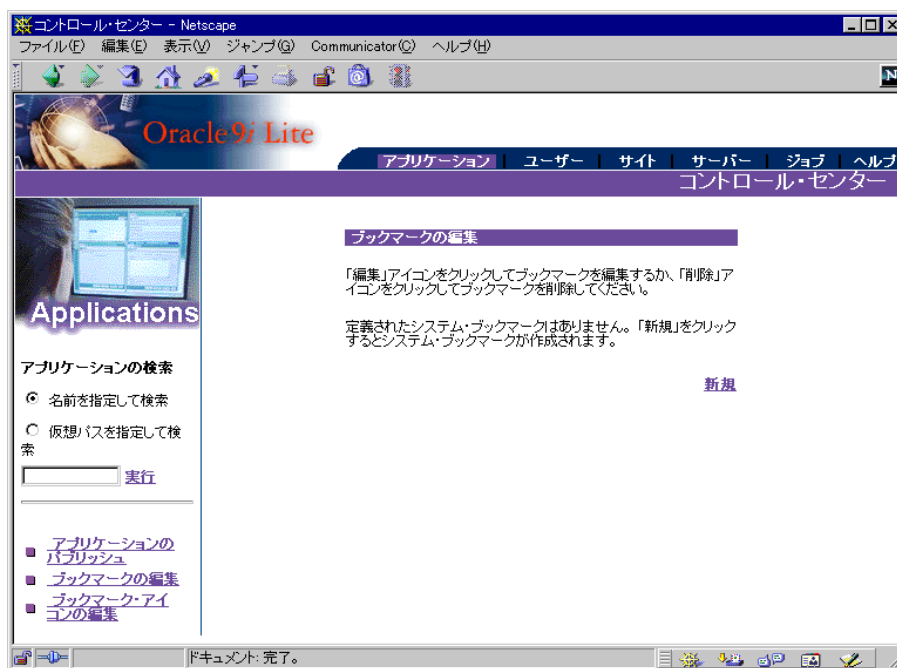 コントロール・センター - Netscape
ファイル(F) 編集(E) 表示(V) ジャンプ(G) Communicator(C) ヘルプ(H)
N
Oracle9i Lite
アプリケーション ユーザー サイト サーバー ジョブ ヘルプ
コントロール・センター
Applications
ブックマークの編集
「編集」アイコンをクリックしてブックマークを編集するか、「削除」ア
イコンをクリックしてブックマークを削除してください。
定義されたシステム・ブックマークはありません。「新規」をクリック
するとシステム・ブックマークが作成されます。
新規
アプリケーションの検索
名前を指定して検索
仮想パスを指定して検
索
実行
アプリケーションの
パブリッシュ
ブックマークの編集
ブックマーク・アイ
コンの編集
ドキュメント: 完了。